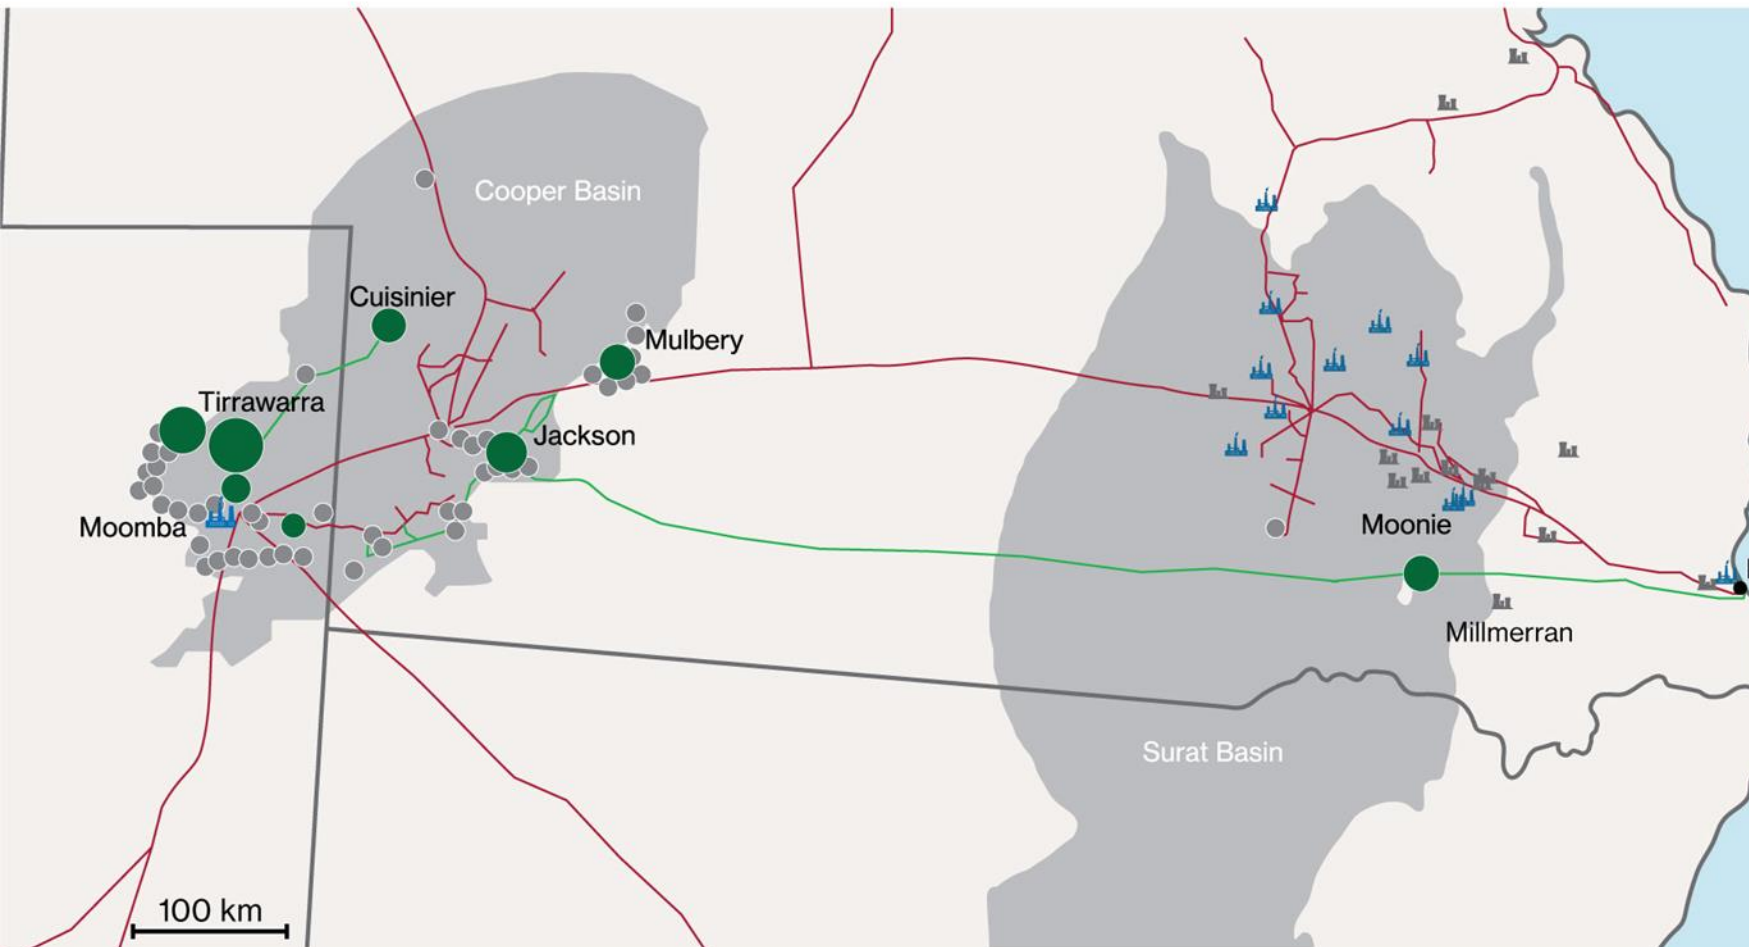 Cooper Basin
Cuisinier
Mulbery
Tirrawarra
Jackson
Moomba
Moonie
Millmerran
Surat Basin
100 km